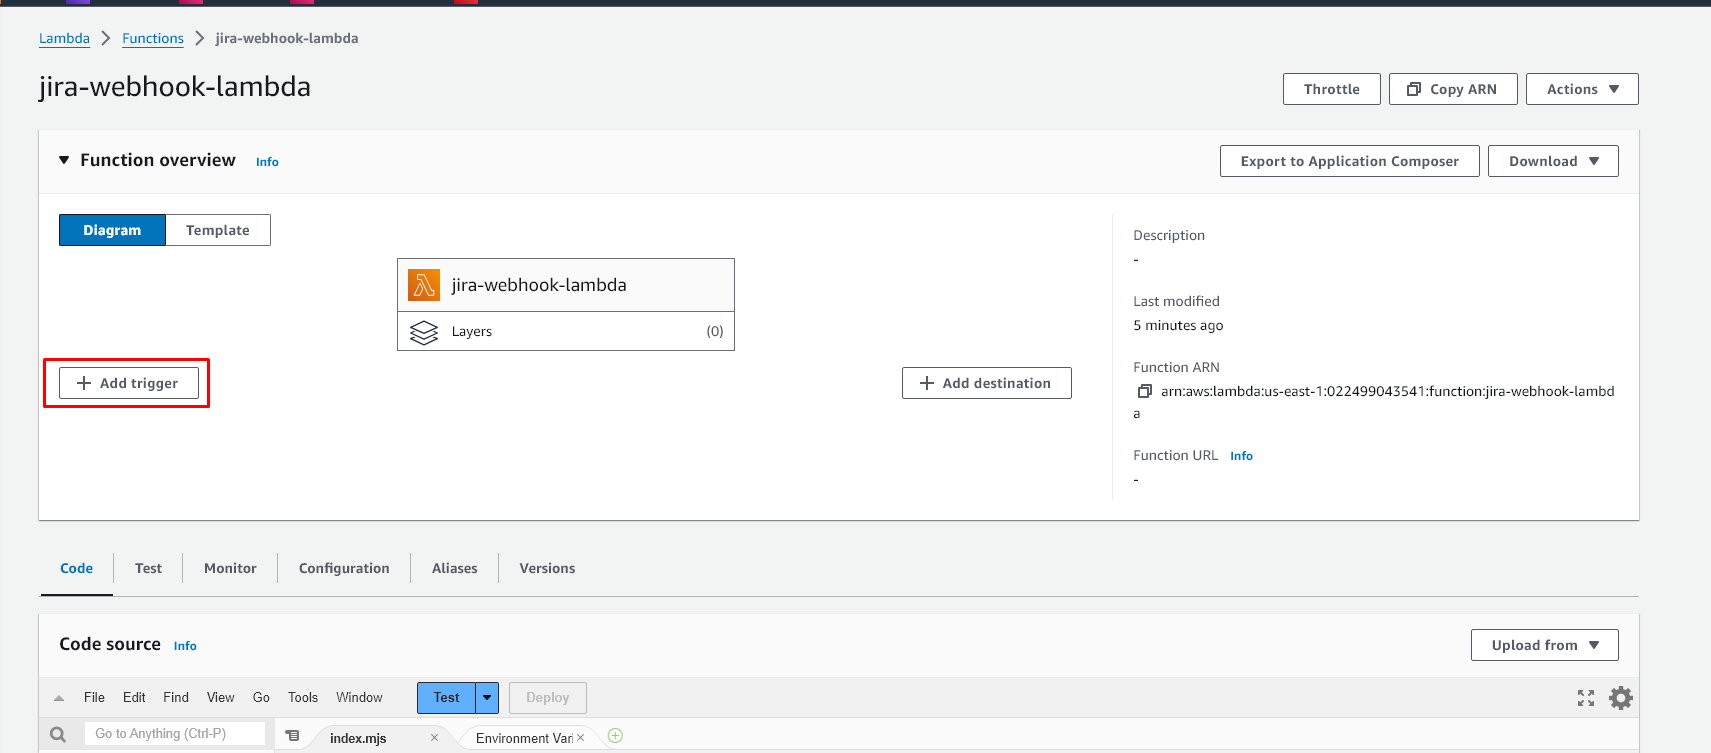 Lambda > Functions > jira-webhook-lambda
jira-webhook-lambda
Throttle
Copy ARN
Actions
Function overview Info
Export to Application Composer
Download
Diagram
Template
jira-webhook-lambda
Layers (0)
+ Add trigger
+ Add destination
Description
-
Last modified
5 minutes ago
Function ARN
arn:aws:lambda:us-east-1:022499043541:function:jira-webhook-lambd
a
Function URL Info
-
Code
Test
Monitor
Configuration
Aliases
Versions
Code source Info
Upload from
File Edit Find View Go Tools Window
Test
Deploy
Go to Anything (Ctrl-P)
index.mjs ×
Environment Vari ×